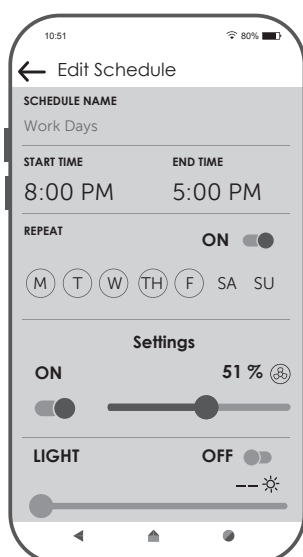 10:51 80%
Edit Schedule
SCHEDULE NAME
Work Days
START TIME END TIME
8:00 PM 5:00 PM
REPEAT ON
M T W TH F SA SU
Settings
ON 51 %
LIGHT OFF
--